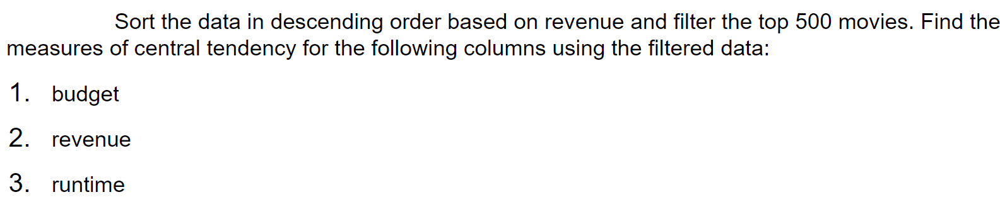 Sort the data in descending order based on revenue and filter the top 500 movies. Find the
measures of central tendency for the following columns using the filtered data:
1. budget
2. revenue
3. runtime